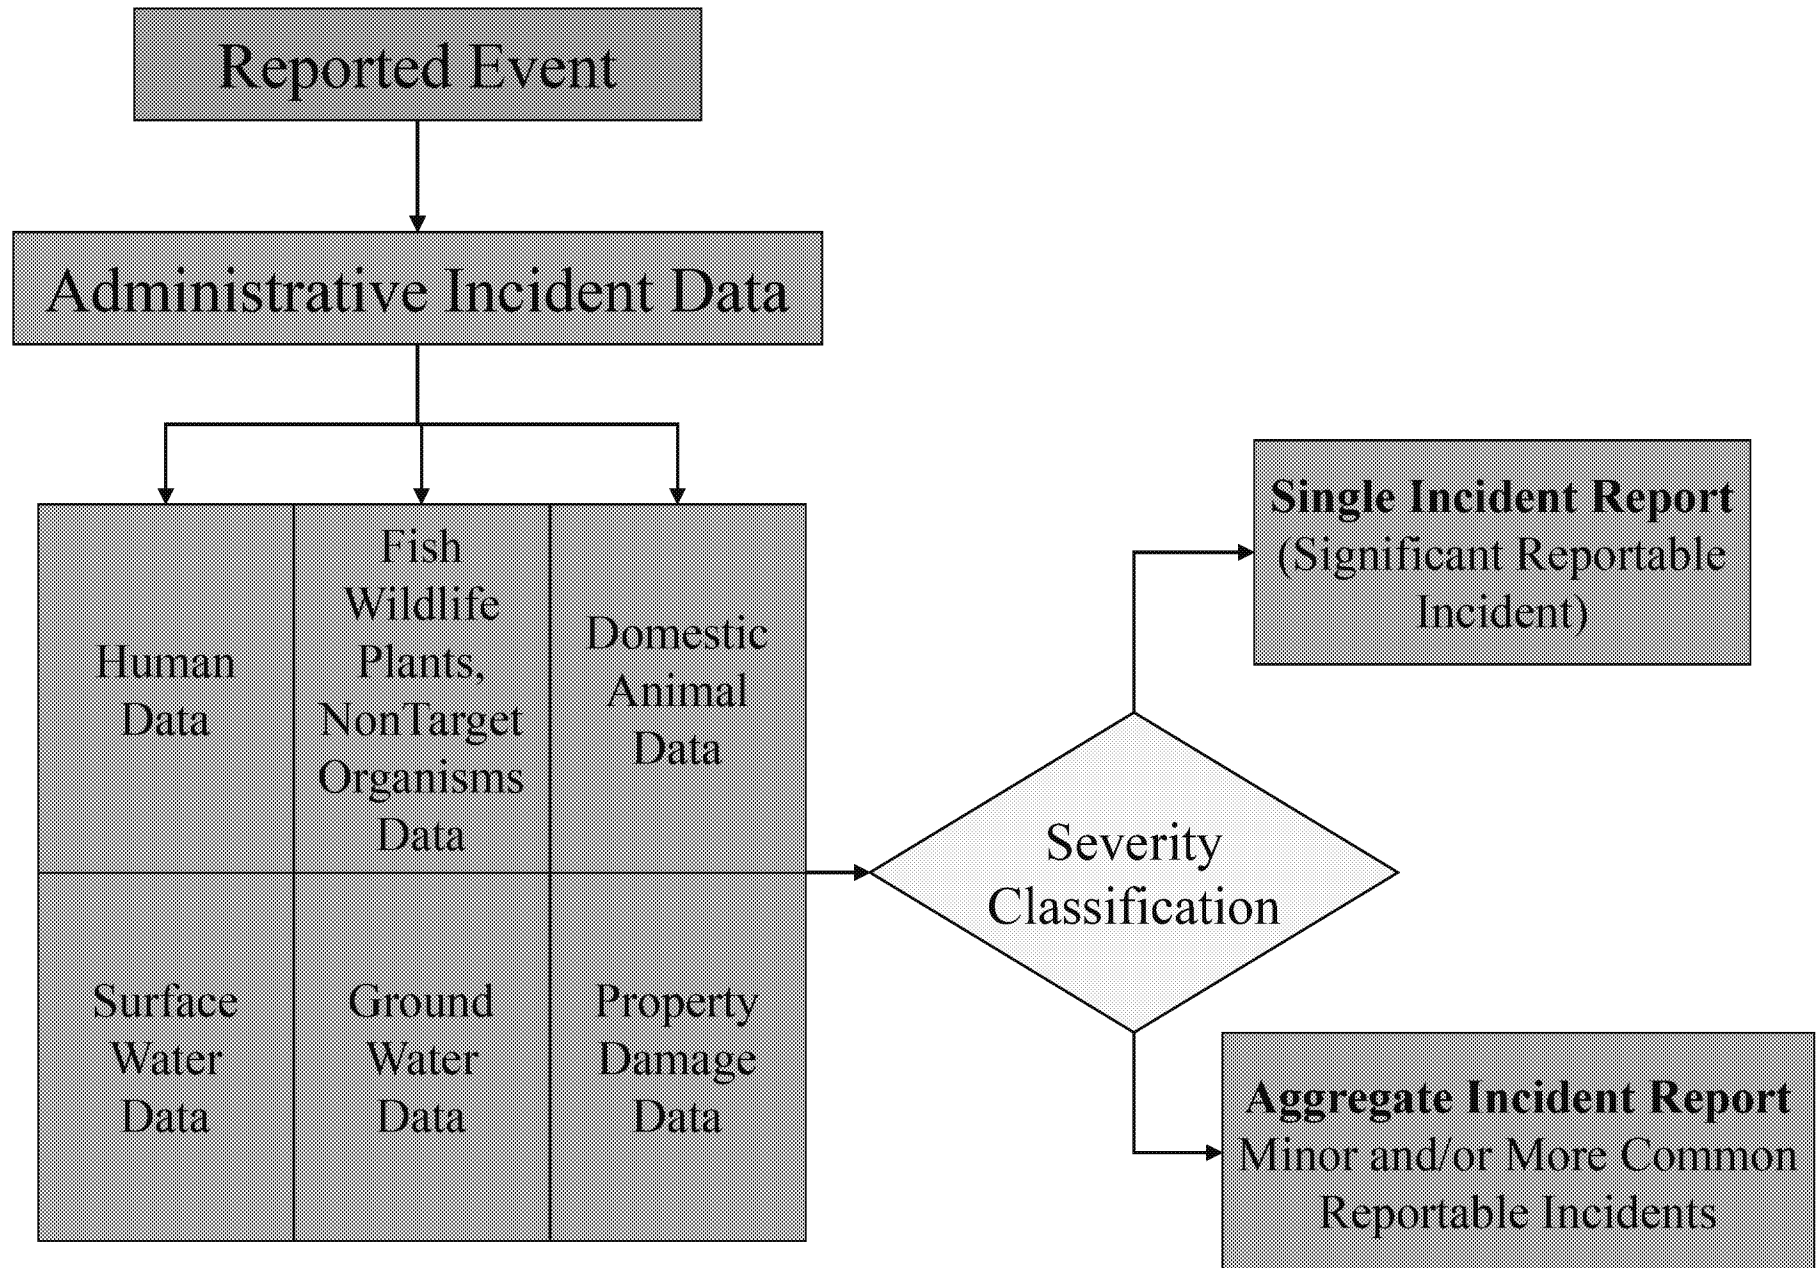 Reported Event
Administrative Incident Data
Human
Data
Fish
Wildlife
Plants,
NonTarget
Organisms
Data
Domestic
Animal
Data
Surface
Water
Data
Ground
Water
Data
Property
Damage
Data
Severity
Classification
Single Incident Report
(Significant Reportable
Incident)
Aggregate Incident Report
Minor and/or More Common
Reportable Incidents